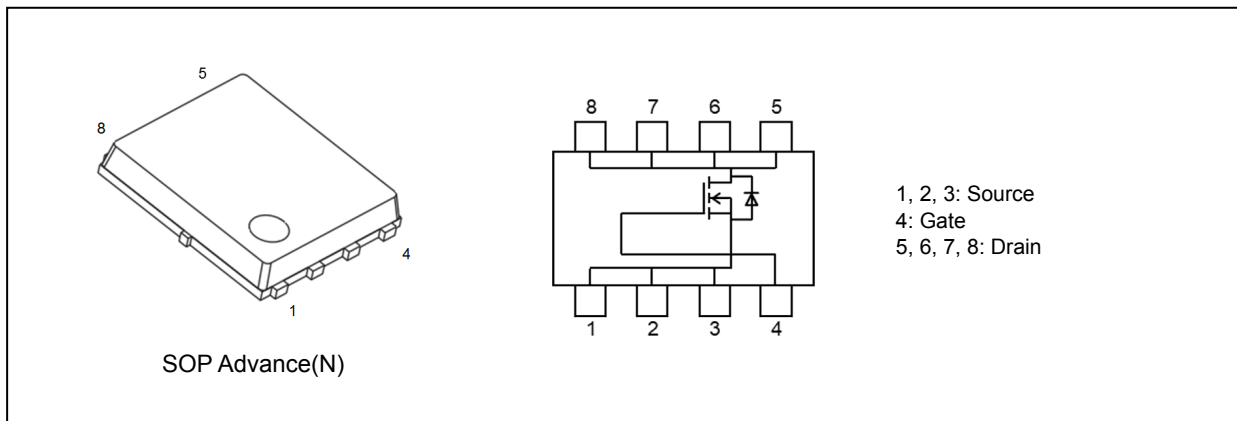 5
8
4
1
SOP Advance(N)
8 7 6 5
1 2 3 4
1, 2, 3: Source
4: Gate
5, 6, 7, 8: Drain